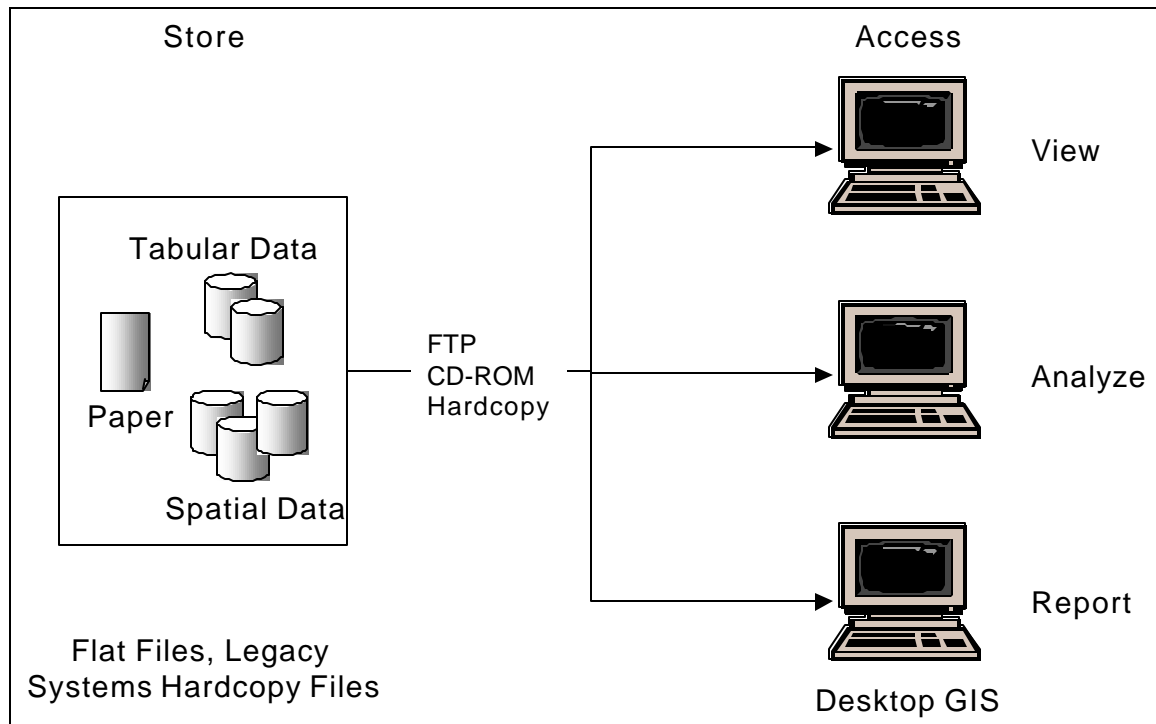 Store
Access
View
Tabular Data
Paper
Spatial Data
FTP
CD-ROM
Hardcopy
Analyze
Report
Flat Files, Legacy
Systems Hardcopy Files
Desktop GIS